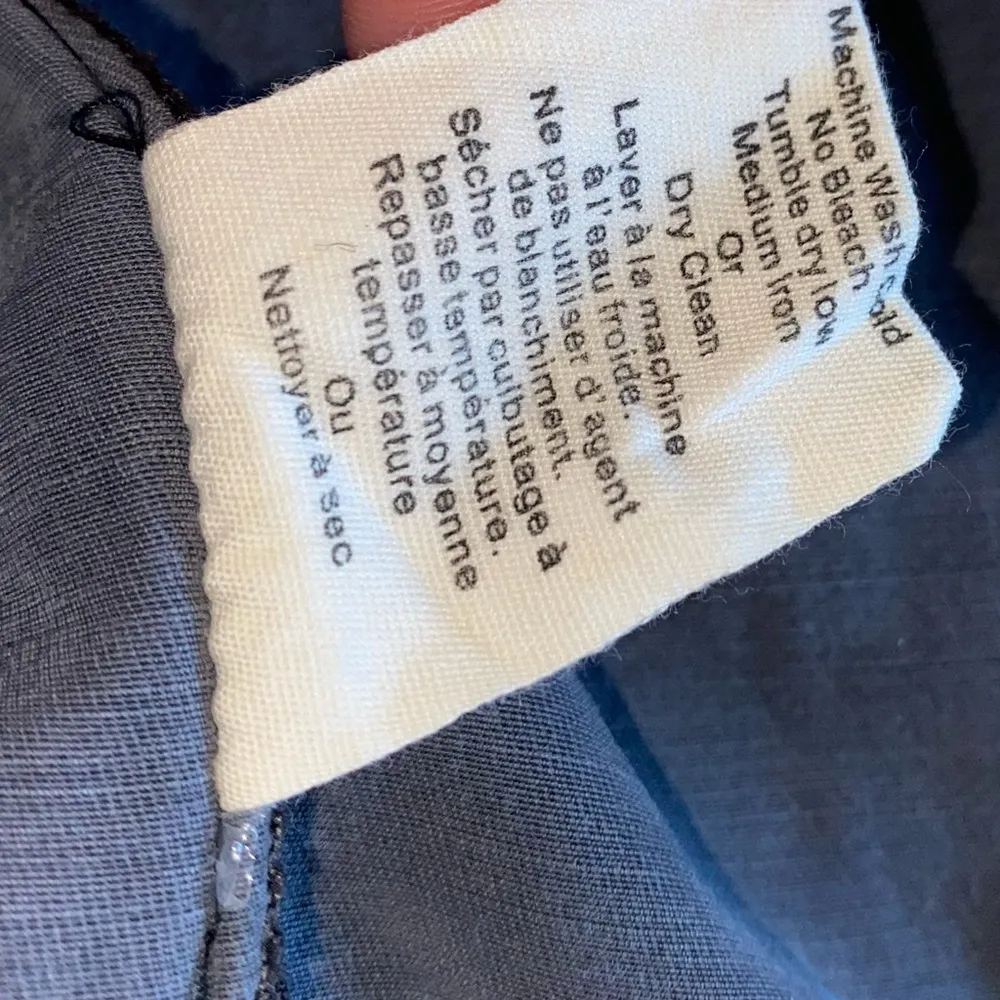 Machine Wash cold
No Bleach
Tumble dry low
Medium iron
Or
Dry Clean
Laver à la machine
à l'eau froide.
Ne pas utiliser d'agent
de blanchiment.
Sécher par culbutage à
basse température.
Repasser à moyenne
température
Ou
Nettoyer à sec